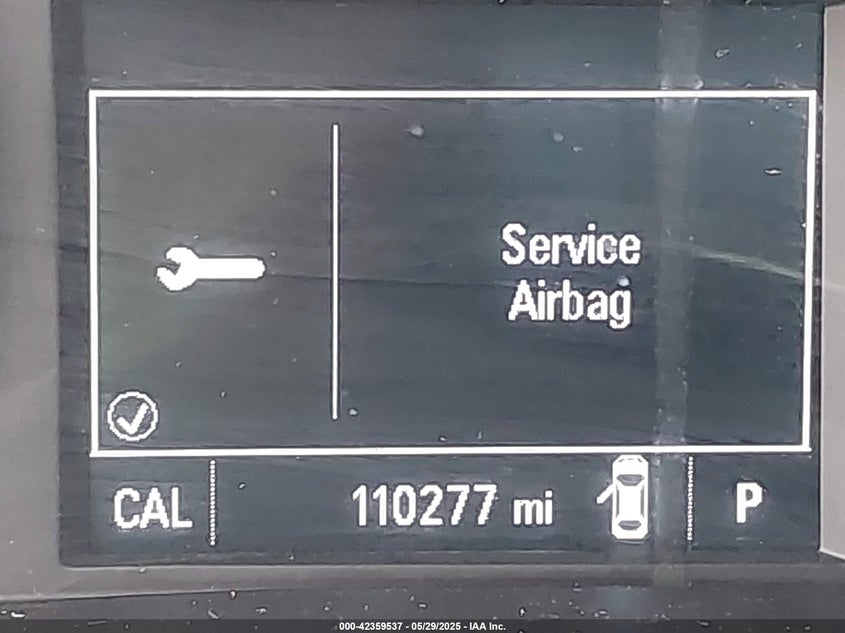 Service
Airbag
CAL 110277 mi P
000-42359537 - 05/29/2025 - IAA Inc.